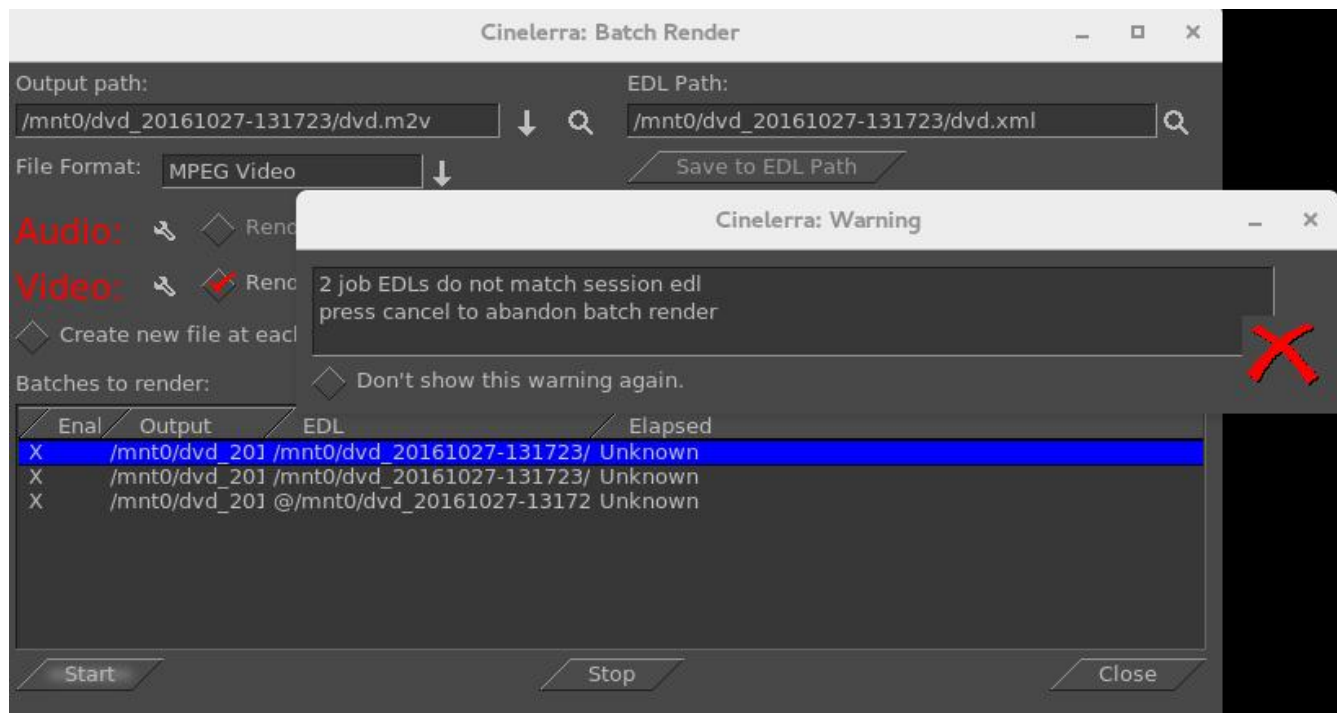 Cinelerra: Batch Render
Output path:
EDL Path:
/mnt0/dvd_20161027-131723/dvd.m2v
/mnt0/dvd_20161027-131723/dvd.xml
File Format: MPEG Video
Save to EDL Path
Cinelerra: Warning
Audio: Rend
Video: Rend
2 job EDLs do not match session edl
press cancel to abandon batch render
Create new file at eac
Don't show this warning again.
Batches to render:
Enal Output EDL Elapsed
X /mnt0/dvd_201 /mnt0/dvd_20161027-131723/ Unknown
X /mnt0/dvd_201 /mnt0/dvd_20161027-131723/ Unknown
X /mnt0/dvd_201 @/mnt0/dvd_20161027-13172 Unknown
Start Stop Close